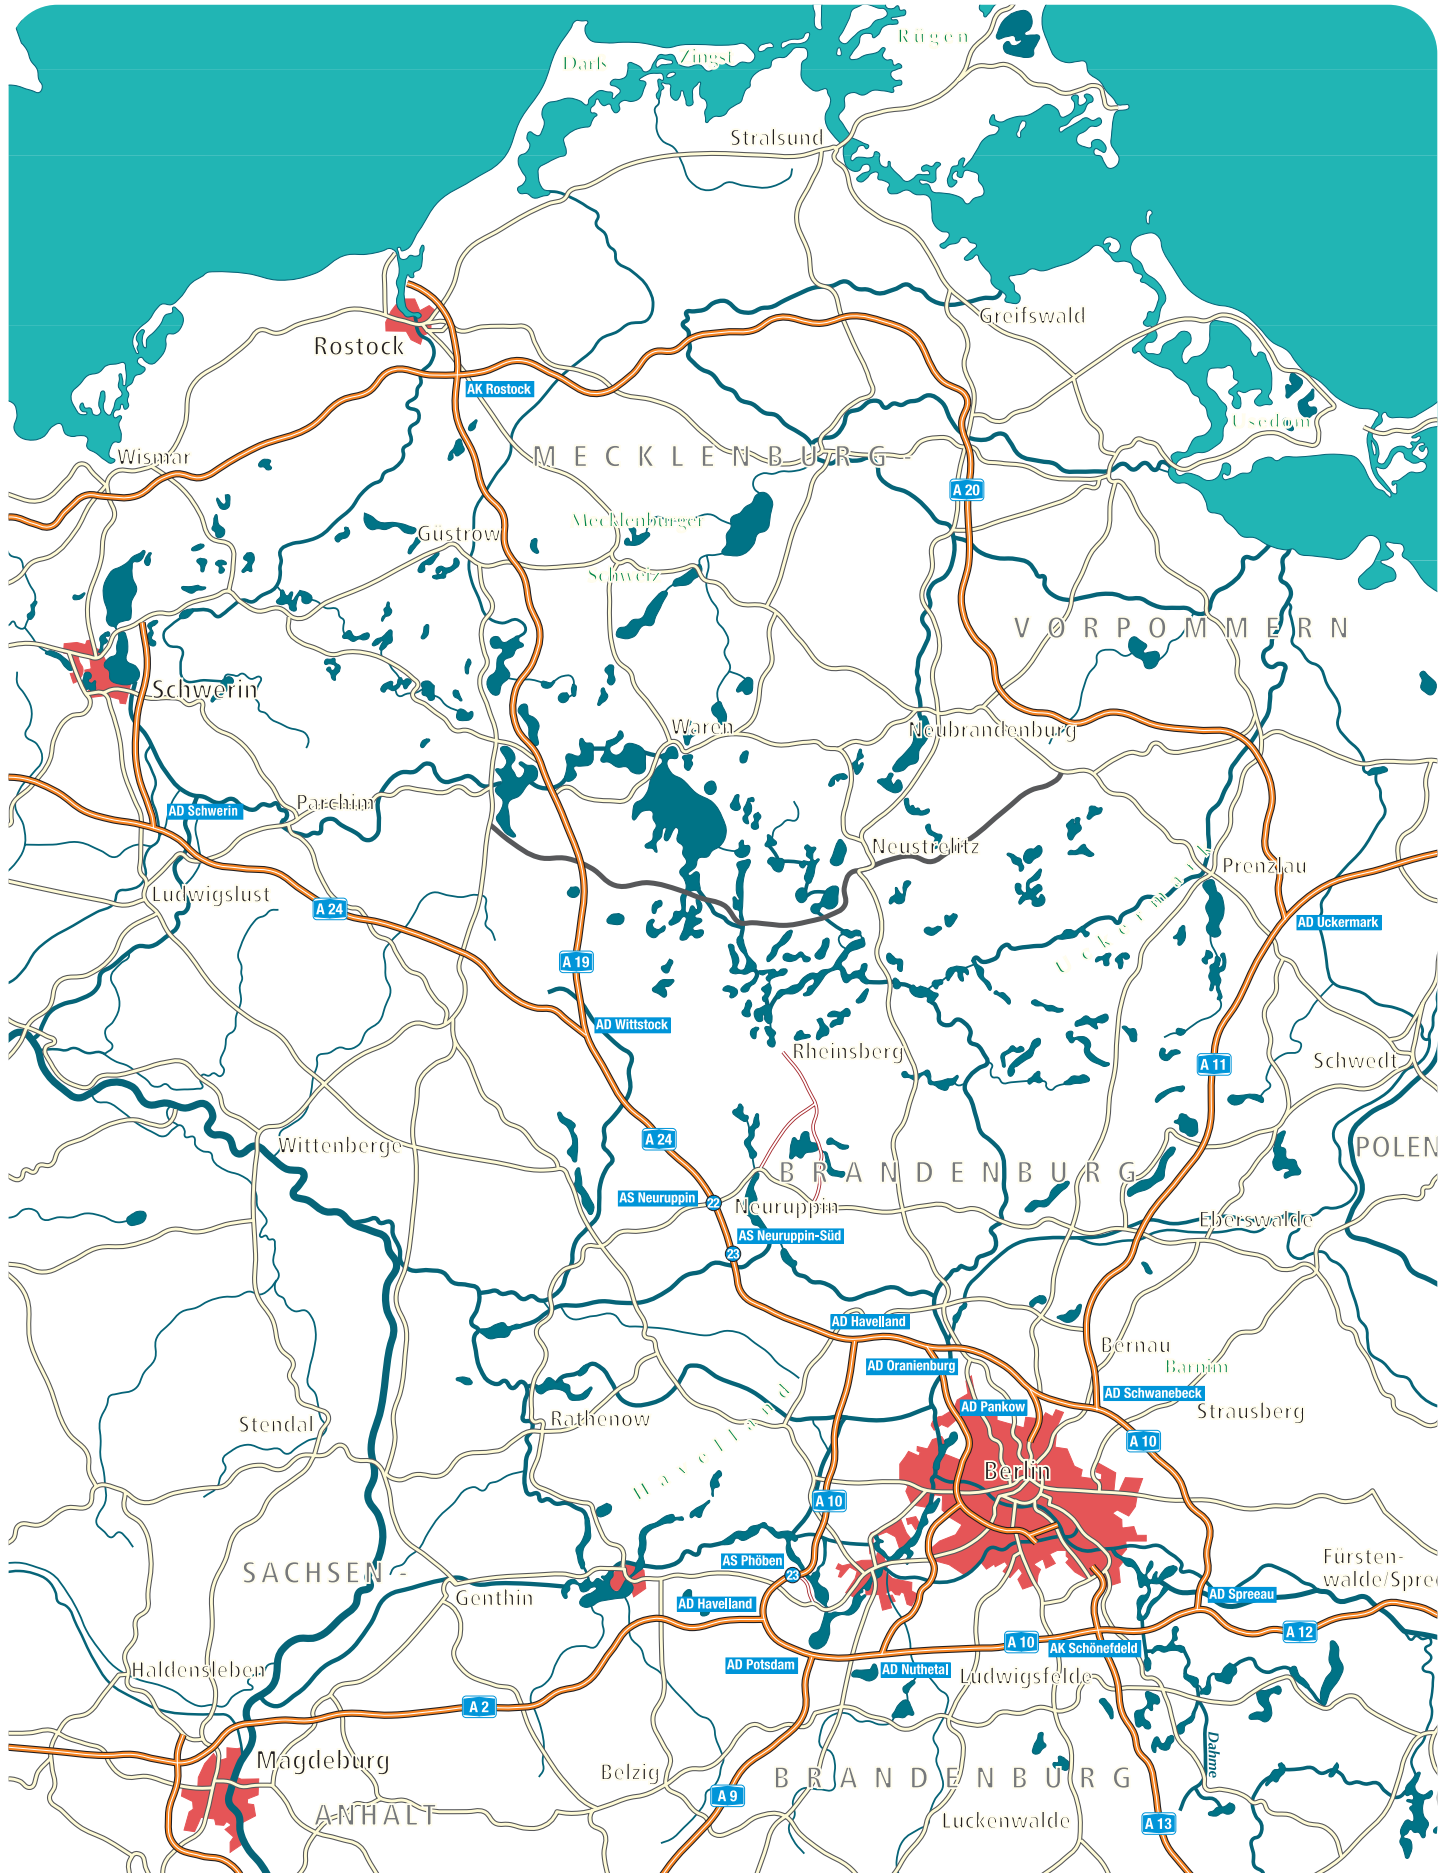 Rügen
Darß
Zingst
Stralsund
Greifswald
Rostock
AK Rostock
Usedom
Wismar
MECKLENBURG-
A 20
Mecklenburger
Schweiz
Güstrow
VORPOMMERN
Schwerin
Waren
Neubrandenburg
AD Schwerin
Parchim
Neustrelitz
Uckermark
Prenzlau
Ludwigslust
A 24
AD Uckermark
A 19
AD Wittstock
Rheinsberg
Schwedt
A 11
A 24
Wittenberge
POLEN
BRANDENBURG
AS Neuruppin
22
Neuruppin
Eberswalde
AS Neuruppin-Süd
23
AD Havelland
Bernau
Barnim
AD Oranienburg
AD Schwanebeck
AD Pankow
Strausberg
Stendal
Rathenow
Havelland
A 10
Berlin
A 10
AS Phöben
23
SACHSEN-
Fürsten-
walde/Spree
Genthin
AD Spreeau
AD Havelland
A 12
A 10
AK Schönefdeld
AD Potsdam
AD Nuthetal
Haldensleben
Ludwigsfelde
A 2
Dahme
Magdeburg
Belzig
BRANDENBURG
A 9
ANHALT
Luckenwalde
A 13